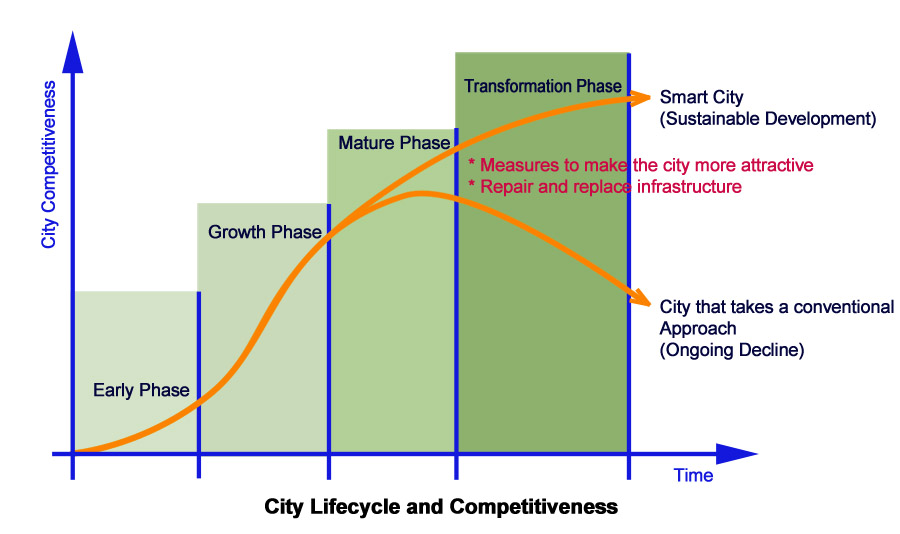 City Competitiveness
Transformation Phase
Smart City
(Sustainable Development)
Mature Phase
* Measures to make the city more attractive
* Repair and replace infrastructure
Growth Phase
City that takes a conventional
Approach
(Ongoing Decline)
Early Phase
Time
City Lifecycle and Competitiveness